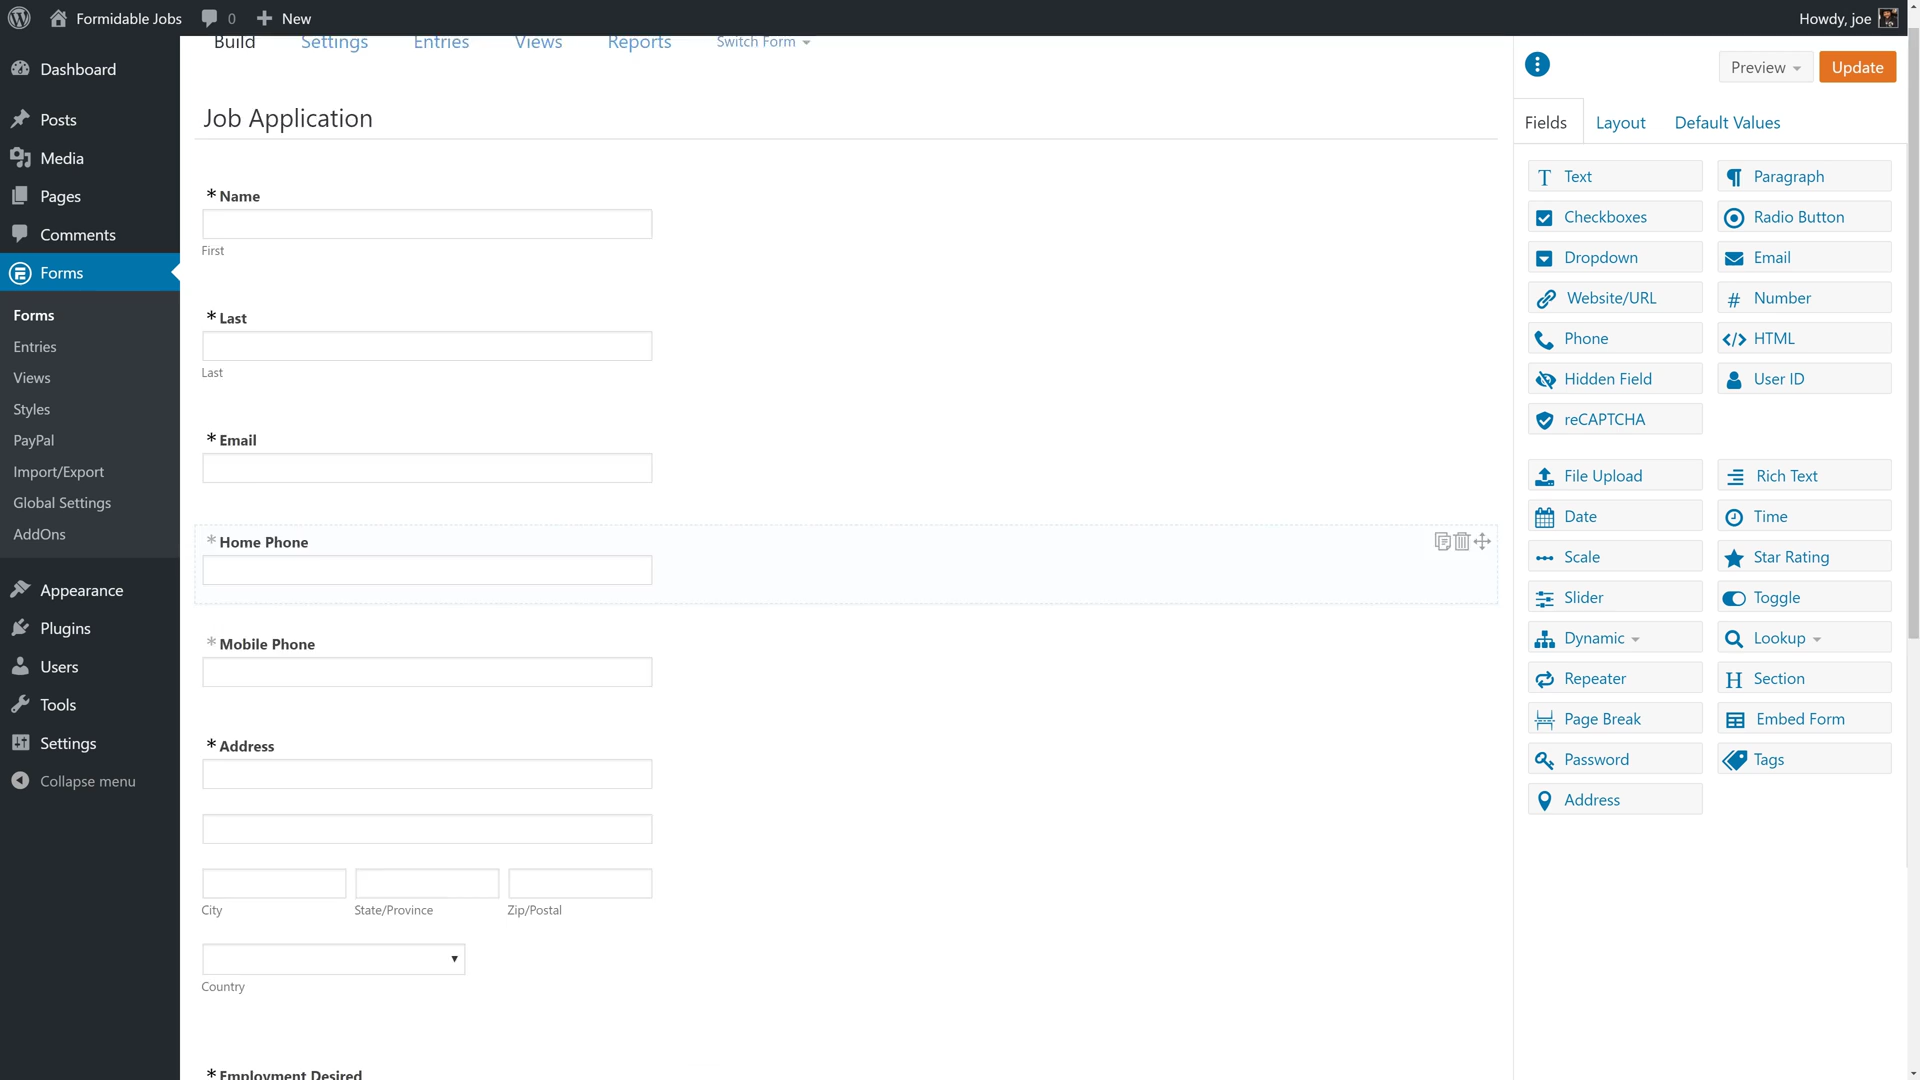 Formidable Jobs
0
New
Howdy, joe
Build
Settings
Entries
Views
Reports
Switch Form
Dashboard
Posts
Media
Pages
Comments
Forms
Forms
Entries
Views
Styles
PayPal
Import/Export
Global Settings
AddOns
Appearance
Plugins
Users
Tools
Settings
Collapse menu
Job Application
* Name
First
* Last
Last
* Email
* Home Phone
* Mobile Phone
* Address
City
State/Province
Zip/Postal
Country
* Employment Desired
Preview
Update
Fields
Layout
Default Values
Text
Paragraph
Checkboxes
Radio Button
Dropdown
Email
Website/URL
Number
Phone
HTML
Hidden Field
User ID
reCAPTCHA
File Upload
Rich Text
Date
Time
Scale
Star Rating
Slider
Toggle
Dynamic
Lookup
Repeater
Section
Page Break
Embed Form
Password
Tags
Address